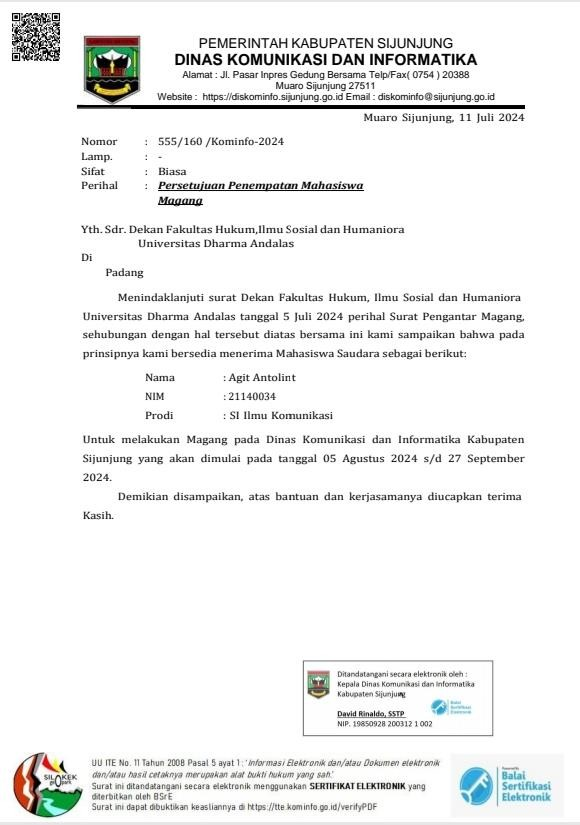 PEMERINTAH KABUPATEN SIJUNJUNG
DINAS KOMUNIKASI DAN INFORMATIKA
Alamat : Jl. Pasar Inpres Gedung Bersama Telp/Fax( 0754 ) 20388
Muaro Sijunjung 27511
Website : https://diskominfo.sijunjung.go.id Email : diskominfo@sijunjung.go.id
Muaro Sijunjung, 11 Juli 2024
Nomor : 555/160 /Kominfo-2024
Lamp. : -
Sifat : Biasa
Perihal : Persetujuan Penempatan Mahasiswa
Magang
Yth. Sdr. Dekan Fakultas Hukum,Ilmu Sosial dan Humaniora
Universitas Dharma Andalas
Di
Padang
Menindaklanjuti surat Dekan Fakultas Hukum, Ilmu Sosial dan Humaniora
Universitas Dharma Andalas tanggal 5 Juli 2024 perihal Surat Pengantar Magang,
sehubungan dengan hal tersebut diatas bersama ini kami sampaikan bahwa pada
prinsipnya kami bersedia menerima Mahasiswa Saudara sebagai berikut:
Nama : Agit Antolint
NIM : 21140034
Prodi : SI Ilmu Komunikasi
Untuk melakukan Magang pada Dinas Komunikasi dan Informatika Kabupaten
Sijunjung yang akan dimulai pada tanggal 05 Agustus 2024 s/d 27 September
2024.
Demikian disampaikan, atas bantuan dan kerjasamanya diucapkan terima
Kasih.
Ditandatangani secara elektronik oleh :
Kepala Dinas Komunikasi dan Informatika
Kabupaten Sijunjung
Balai
Sertifikasi
Elektronik
David Rinaldo, SSTP
NIP. 19850928 200312 1 002
SILOKEK
geopark
UU ITE No. 11 Tahun 2008 Pasal 5 ayat 1: 'Informasi Elektronik dan/atau Dokumen elektronik
dan/atau hasil cetaknya merupakan alat bukti hukum yang sah.'
Surat ini ditandatangani secara elektronik menggunakan SERTIFIKAT ELEKTRONIK yang
diterbitkan oleh BSrE
Surat ini dapat dibuktikan keasliannya di https://tte.kominfo.go.id/verifyPDF
Powered by
Balai
Sertifikasi
Elektronik